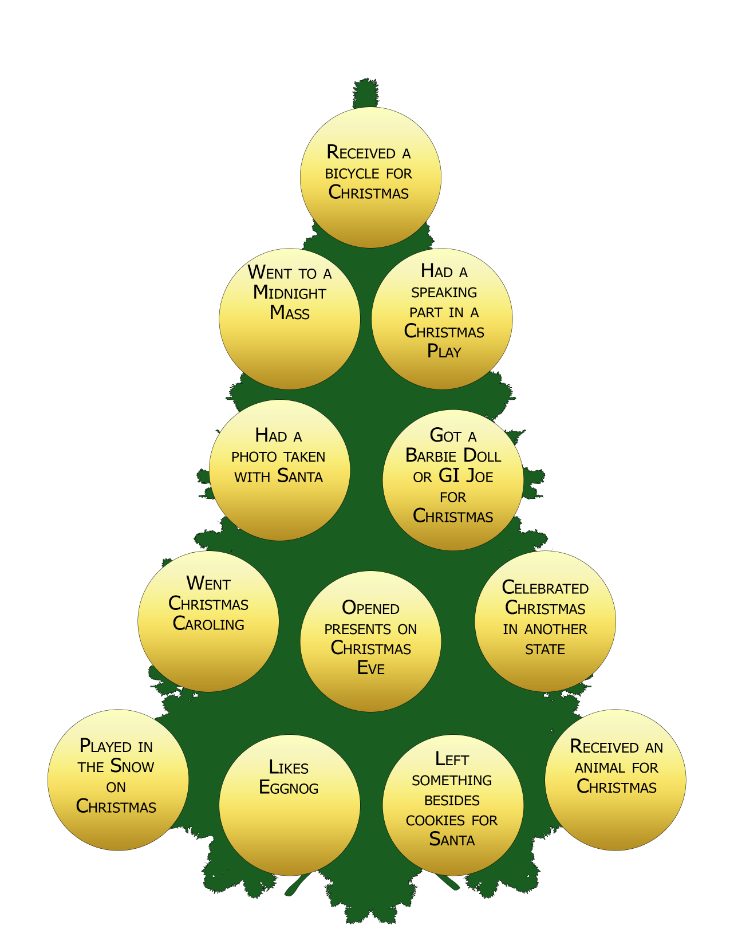 Received a
bicycle for
Christmas
Went to a
Midnight
Mass
Had a
speaking
part in a
Christmas
Play
Had a
photo taken
with Santa
Got a
Barbie Doll
or GI Joe
for
Christmas
Went
Christmas
Caroling
Opened
presents on
Christmas
Eve
Celebrated
Christmas
in another
state
Played in
the Snow
on
Christmas
Likes
Eggnog
Left
something
besides
cookies for
Santa
Received an
animal for
Christmas